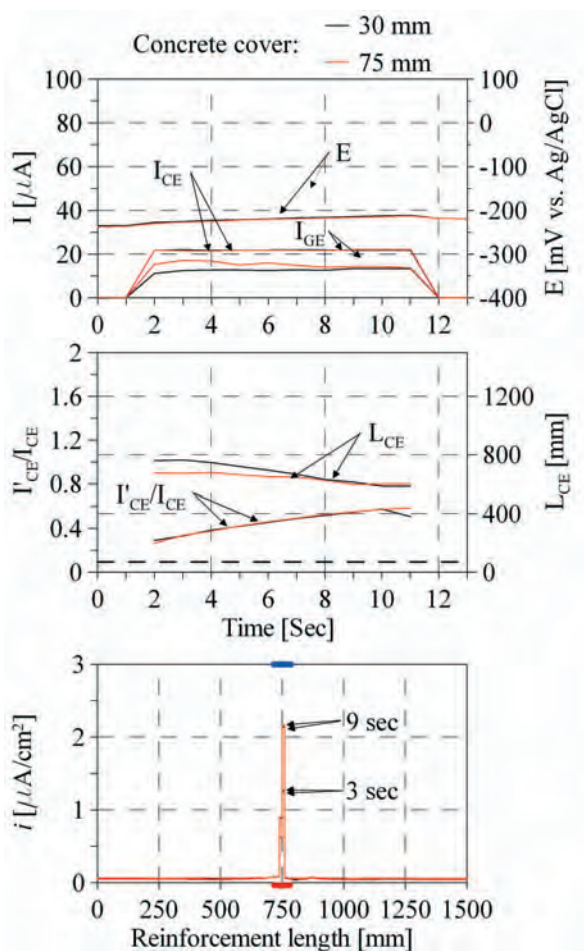 Concrete cover:
30 mm
75 mm
100
80
60
40
20
0
I [μA]
100
0
-100
-200
-300
-400
E [mV vs. Ag/AgCl]
I_CE
E
I_GE
0 2 4 6 8 10 12
2
1.6
1.2
0.8
0.4
0
I'_CE/I_CE
1200
800
400
0
L_CE [mm]
L_CE
I'_CE/I_CE
0 2 4 6 8 10 12
Time [Sec]
3
2
1
0
i [μA/cm²]
9 sec
3 sec
0 250 500 750 1000 1250 1500
Reinforcement length [mm]